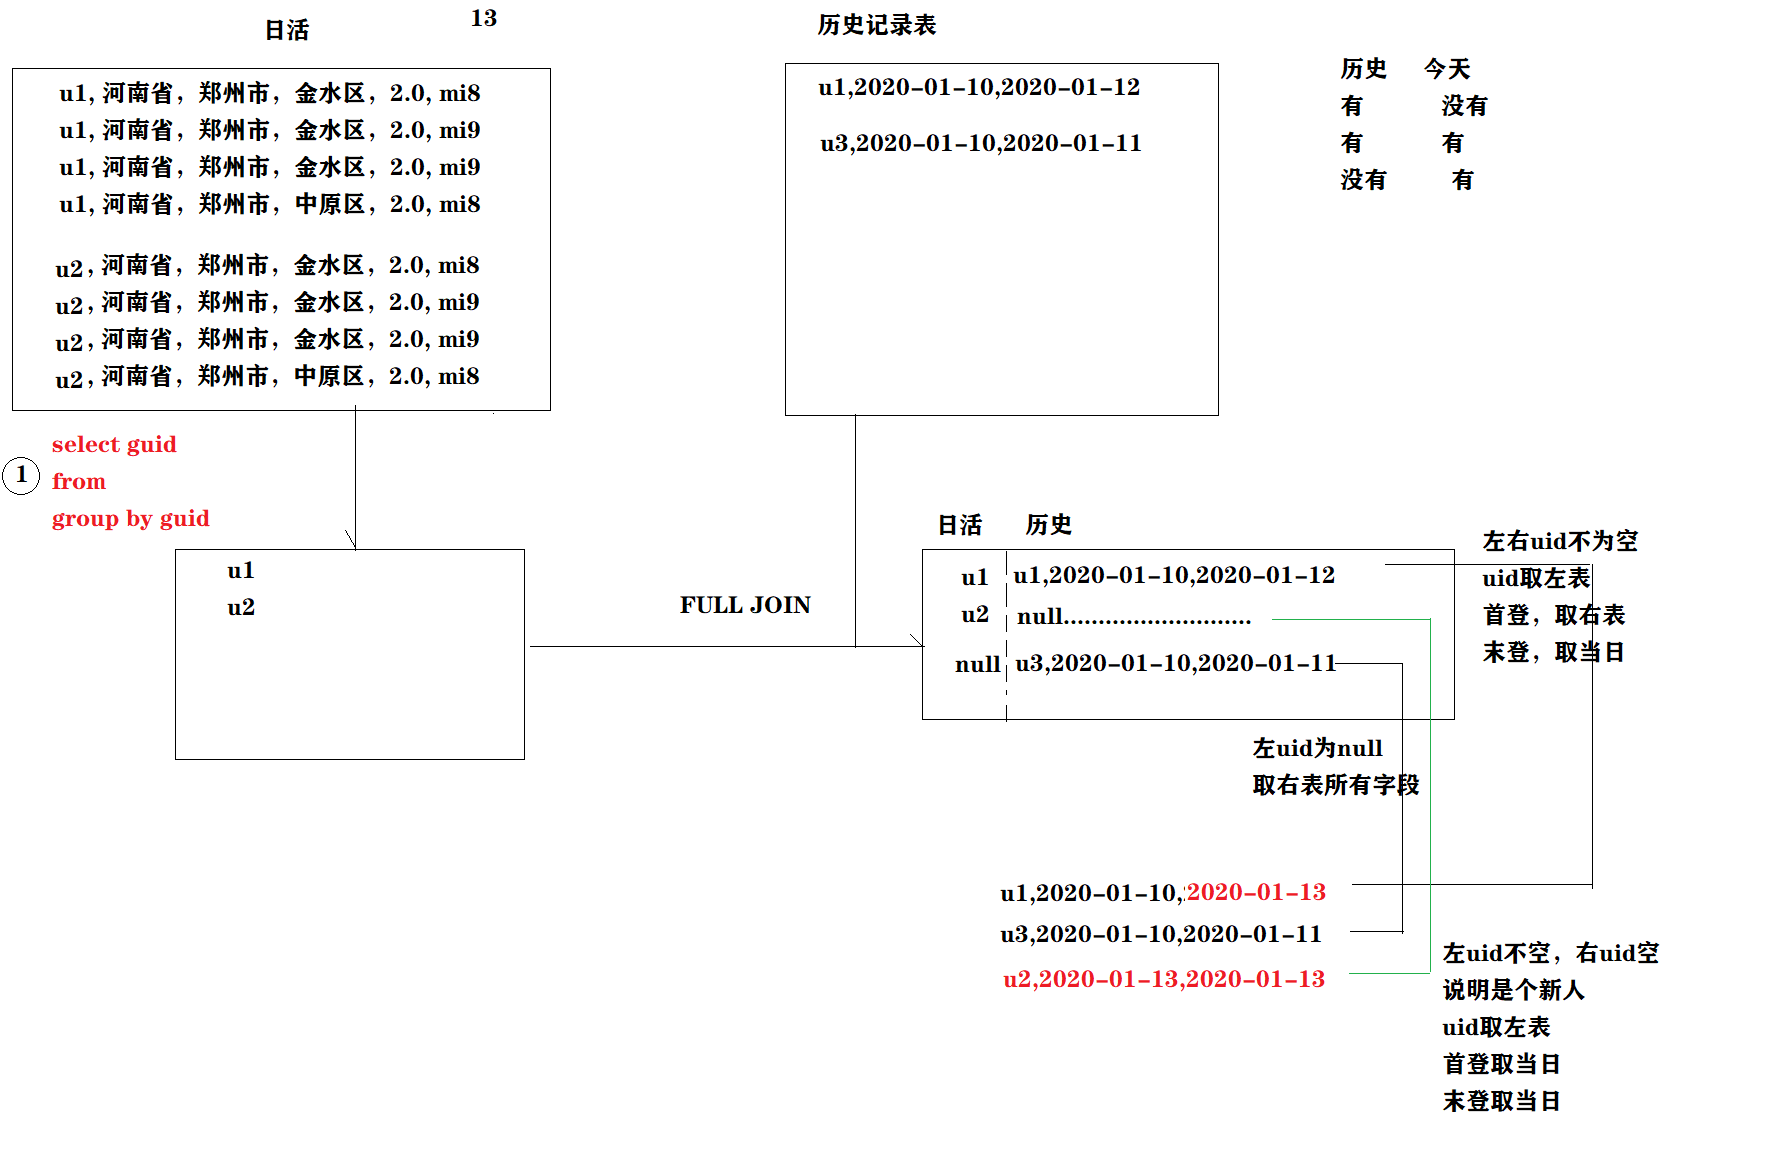 日活
13
u1, 河南省，郑州市，金水区，2.0, mi8
u1, 河南省，郑州市，金水区，2.0, mi9
u1, 河南省，郑州市，金水区，2.0, mi9
u1, 河南省，郑州市，中原区，2.0, mi8
u2, 河南省，郑州市，金水区，2.0, mi8
u2, 河南省，郑州市，金水区，2.0, mi9
u2, 河南省，郑州市，金水区，2.0, mi9
u2, 河南省，郑州市，中原区，2.0, mi8
历史记录表
u1,2020-01-10,2020-01-12
u3,2020-01-10,2020-01-11
历史 今天
有 没有
有 有
没有 有
1
select guid
from
group by guid
u1
u2
FULL JOIN
日活 历史
u1 u1,2020-01-10,2020-01-12
u2 null...........................
null u3,2020-01-10,2020-01-11
左右uid不为空
uid取左表
首登，取右表
末登，取当日
左uid为null
取右表所有字段
u1,2020-01-10,2020-01-13
u3,2020-01-10,2020-01-11
u2,2020-01-13,2020-01-13
左uid不空，右uid空
说明是个新人
uid取左表
首登取当日
末登取当日